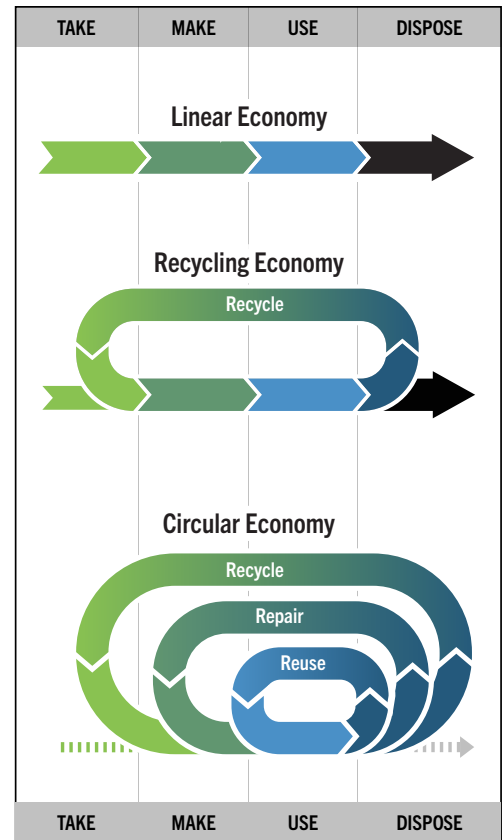 TAKE MAKE USE DISPOSE
Linear Economy
Recycling Economy
Recycle
Circular Economy
Recycle
Repair
Reuse
TAKE MAKE USE DISPOSE